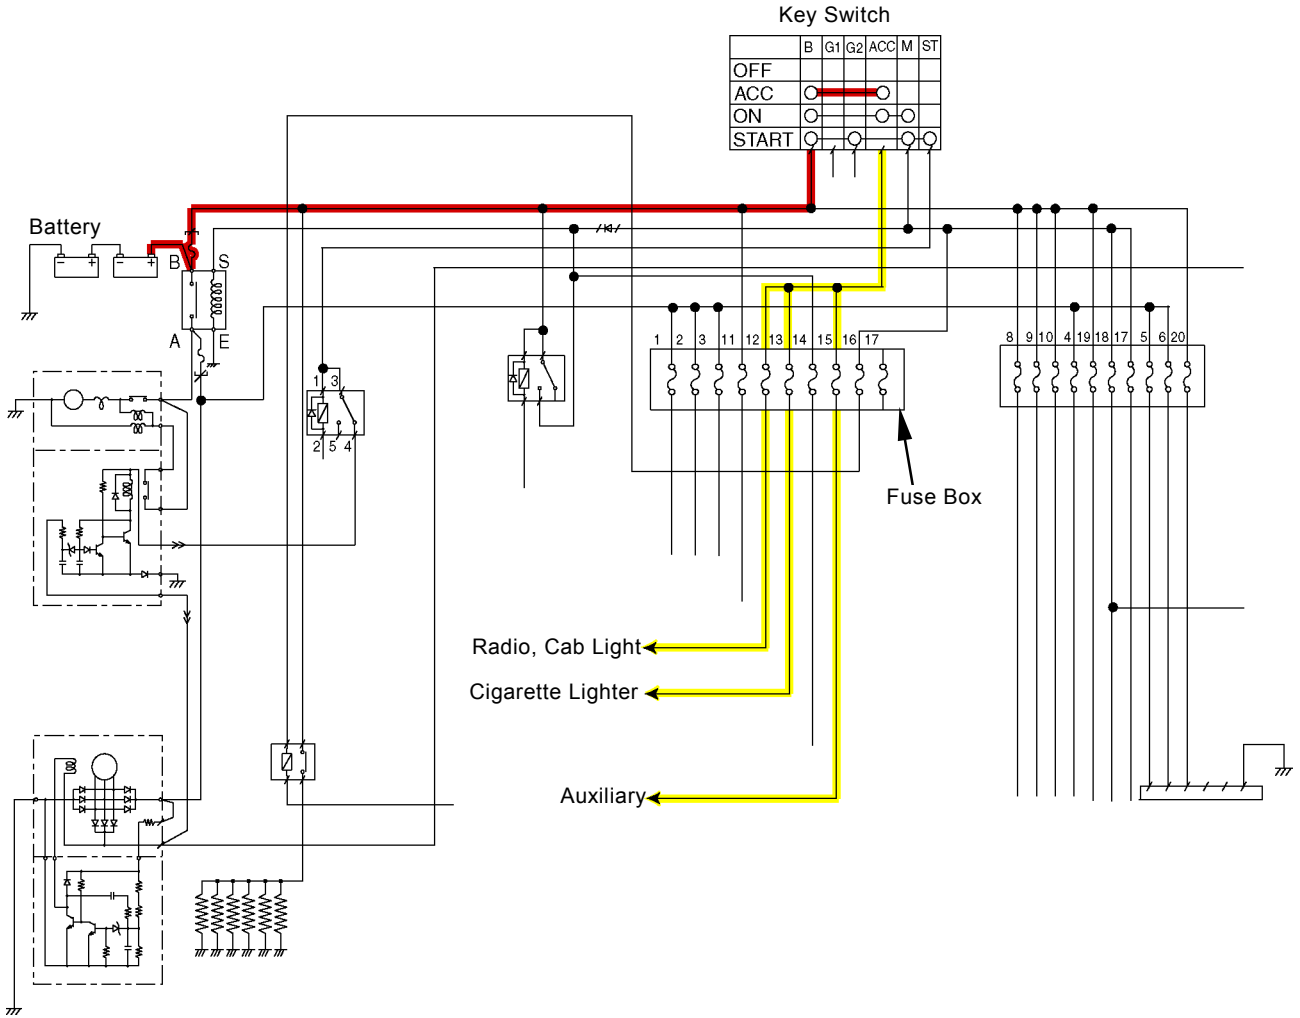 Key Switch
B G1 G2 ACC M ST
OFF
ACC
ON
START
Battery
B S
A E
1 3
2 5 4
1 2 3 11 12 13 14 15 16 17
8 9 10 4 19 18 17 5 6 20
Fuse Box
Radio, Cab Light
Cigarette Lighter
Auxiliary